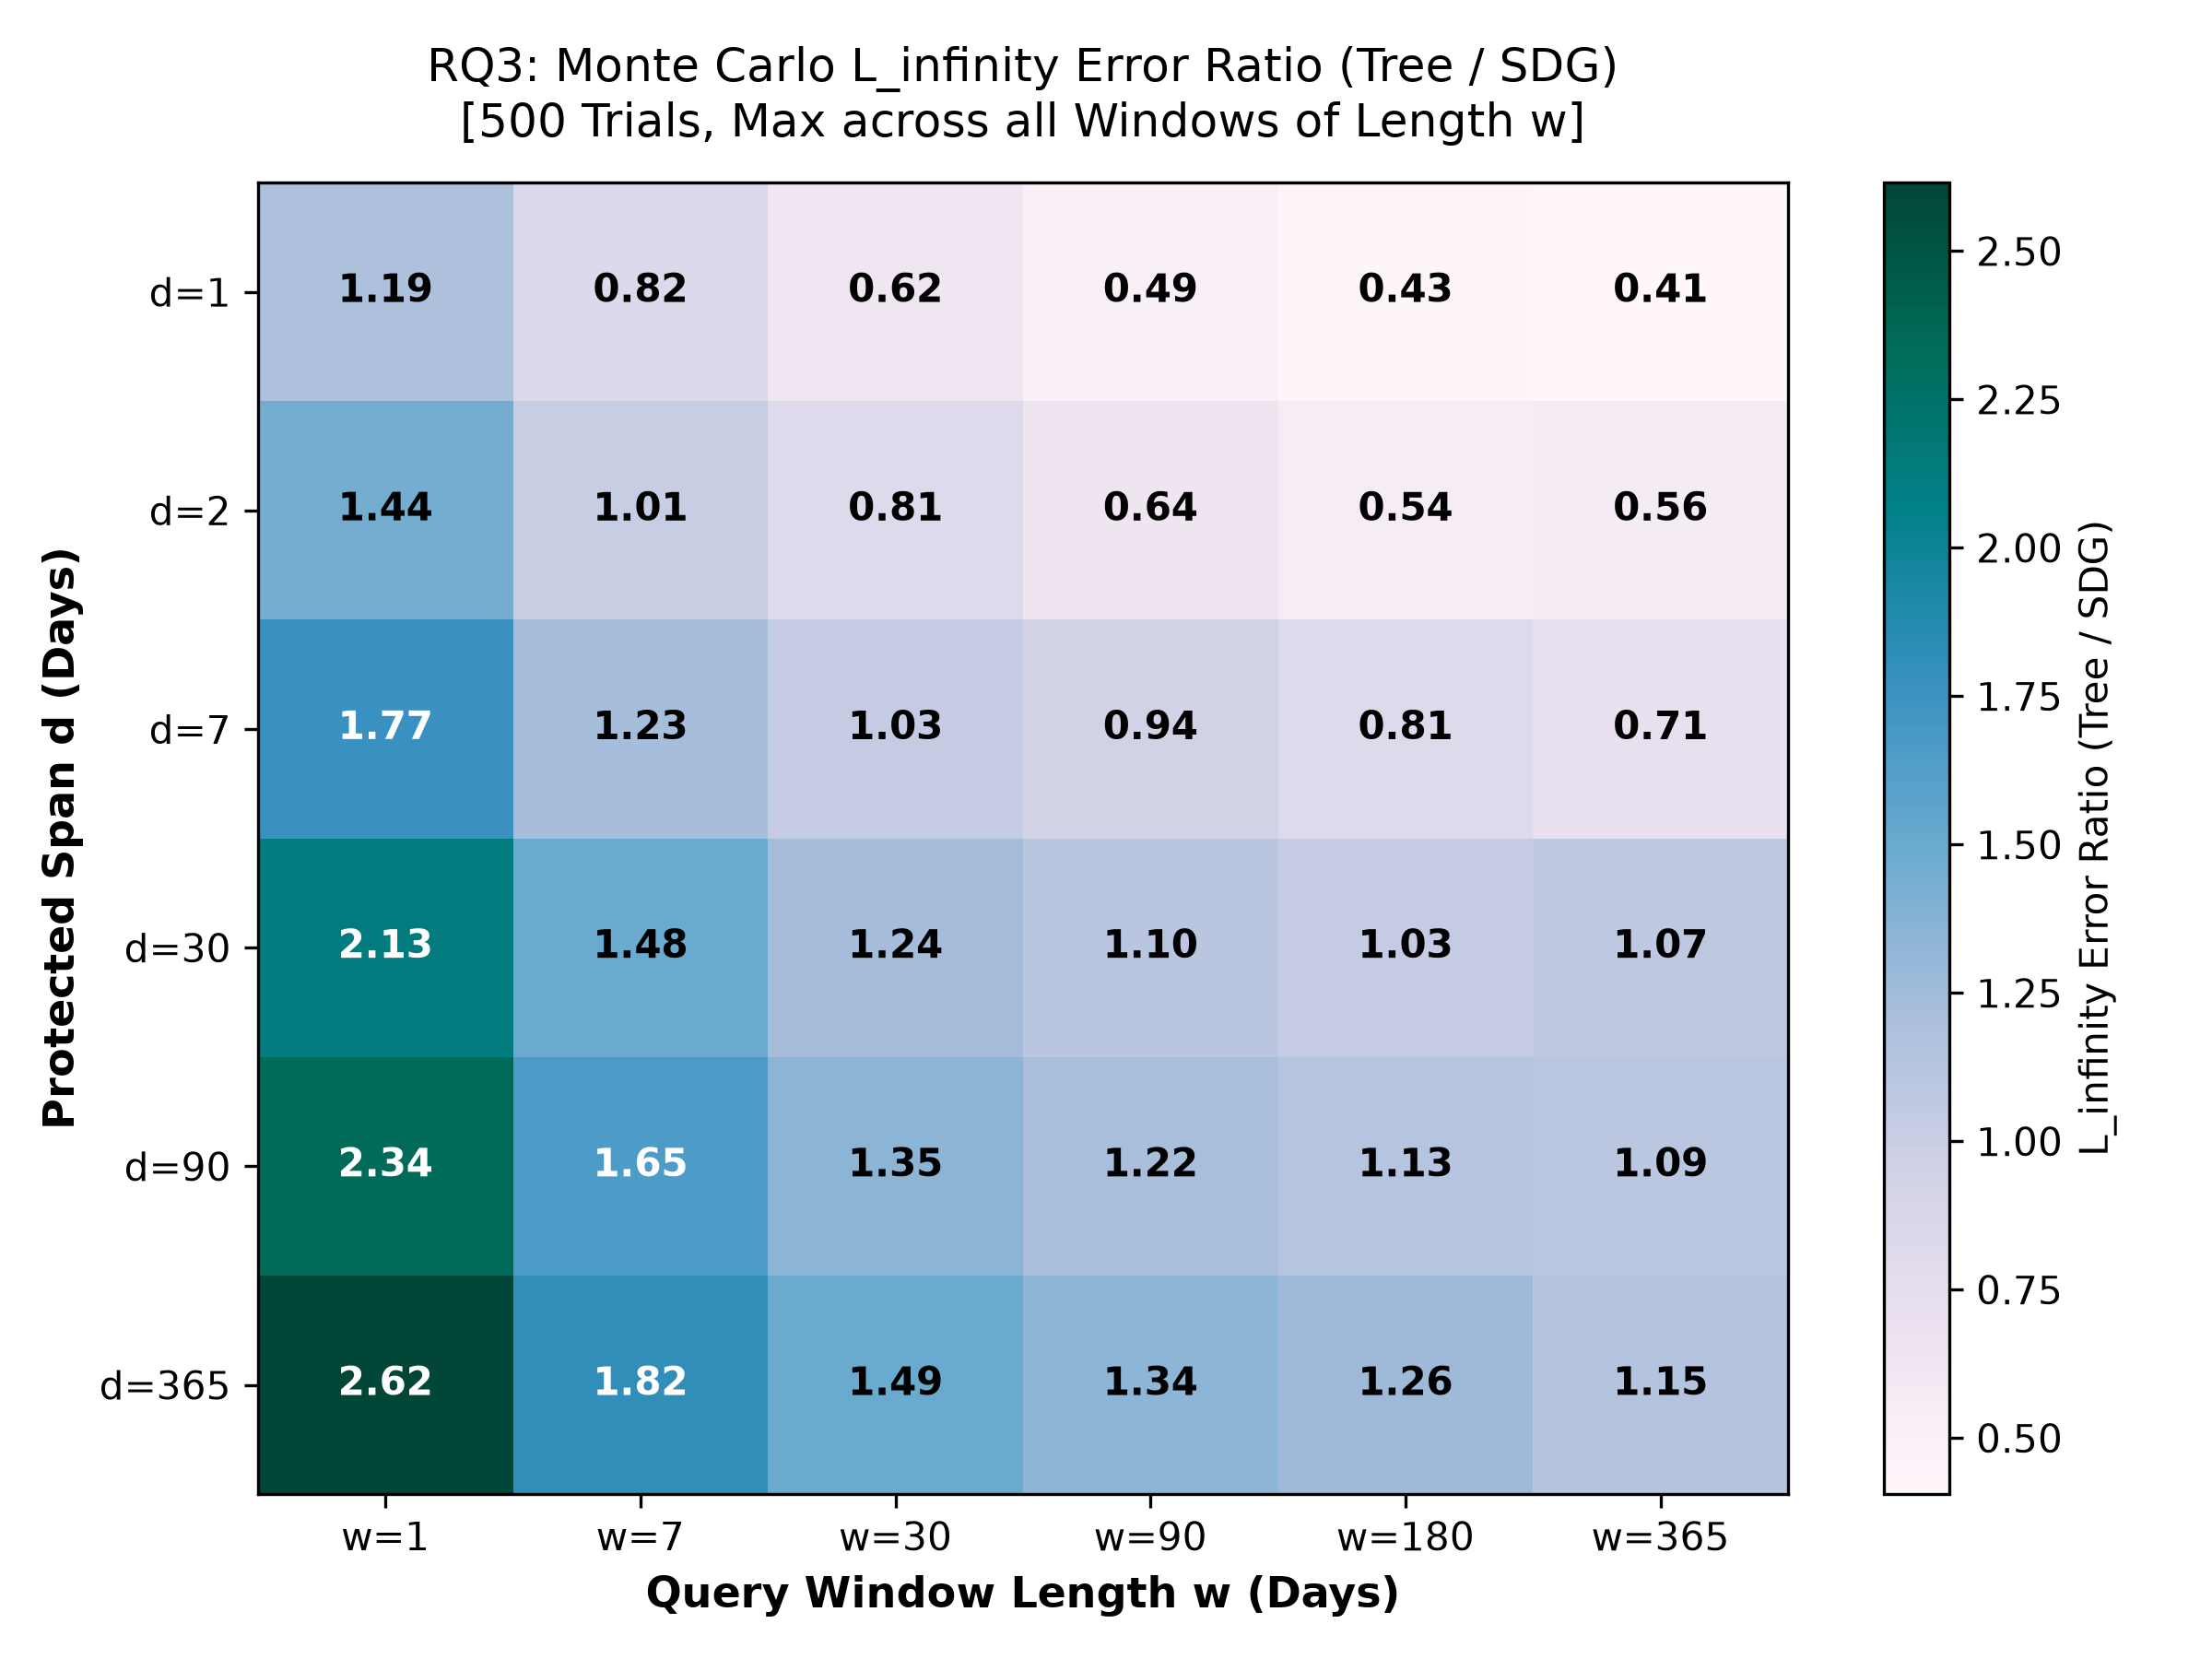 RQ3: Monte Carlo L_infinity Error Ratio (Tree / SDG)
[500 Trials, Max across all Windows of Length w]
Protected Span d (Days)
d=1 1.19 0.82 0.62 0.49 0.43 0.41
d=2 1.44 1.01 0.81 0.64 0.54 0.56
d=7 1.77 1.23 1.03 0.94 0.81 0.71
d=30 2.13 1.48 1.24 1.10 1.03 1.07
d=90 2.34 1.65 1.35 1.22 1.13 1.09
d=365 2.62 1.82 1.49 1.34 1.26 1.15
w=1 w=7 w=30 w=90 w=180 w=365
Query Window Length w (Days)
2.50
2.25
2.00
1.75
1.50
1.25
1.00
0.75
0.50
L_infinity Error Ratio (Tree / SDG)